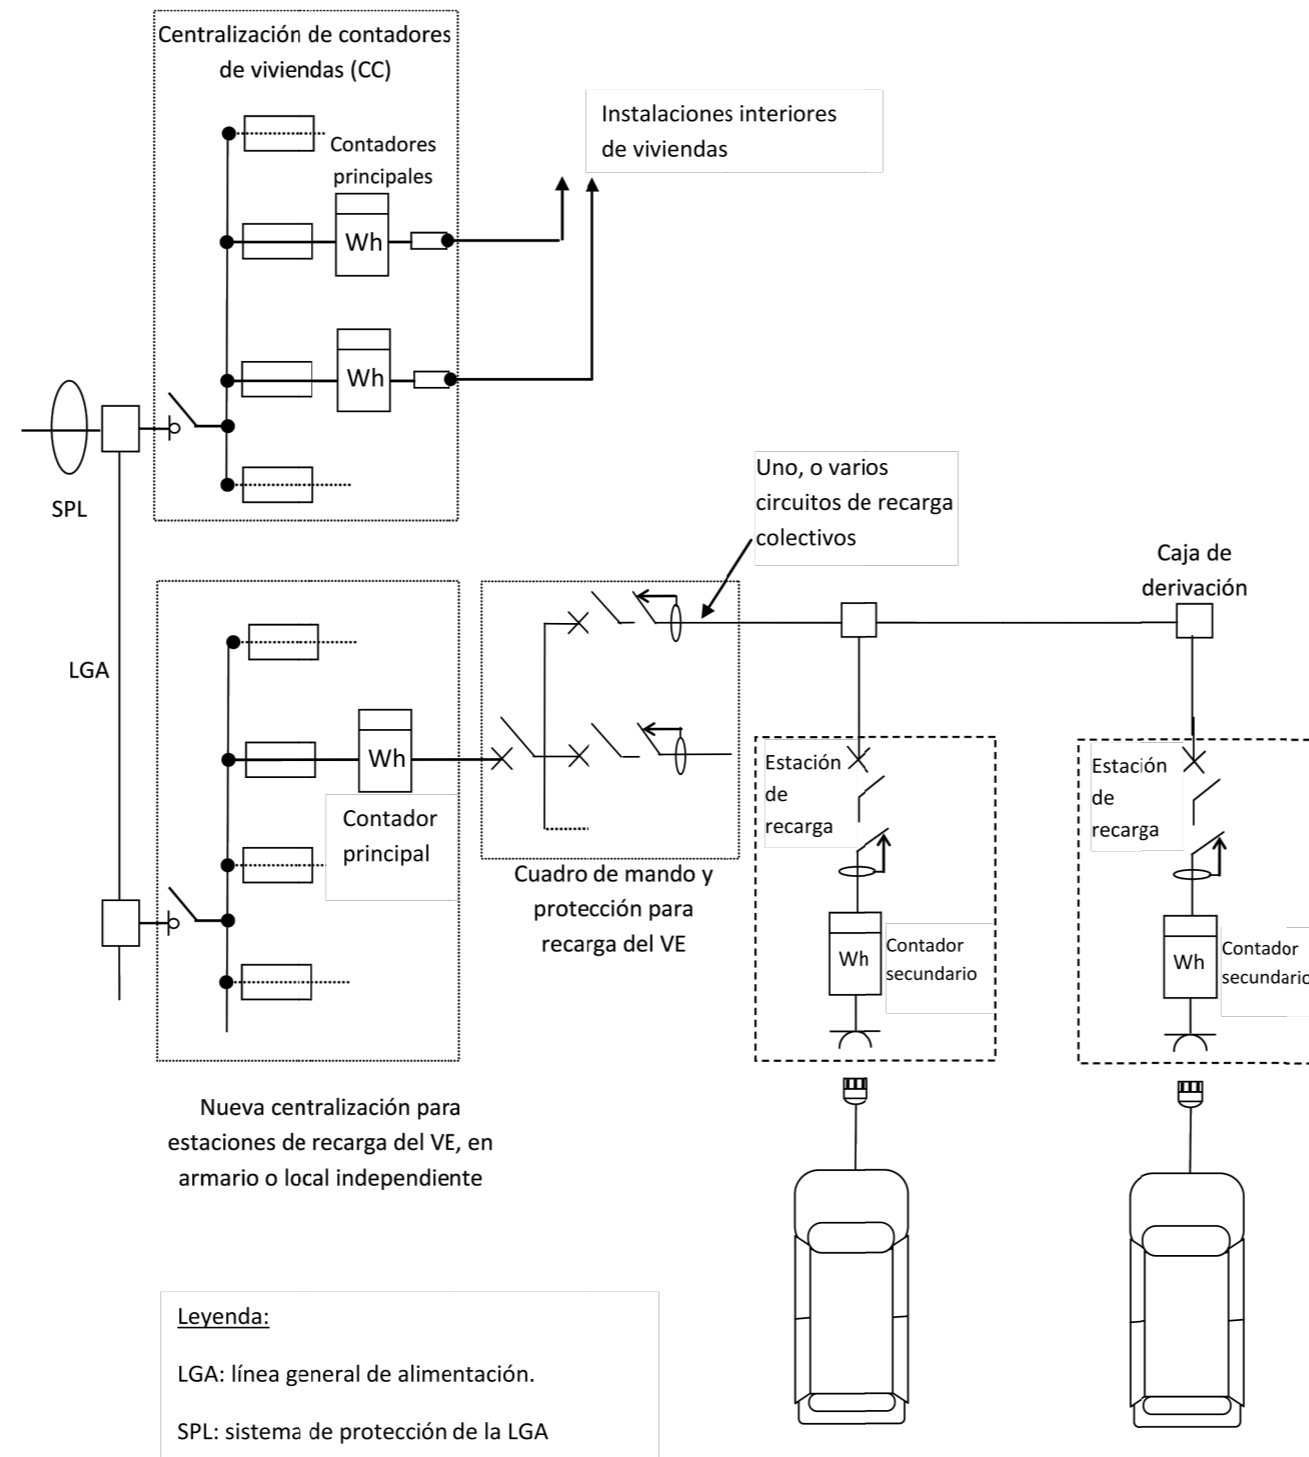 Centralización de contadores
de viviendas (CC)
Contadores
principales
Wh
Wh
Instalaciones interiores
de viviendas
SPL
Uno, o varios
circuitos de recarga
colectivos
Caja de
derivación
LGA
Wh
Contador
principal
Cuadro de mando y
protección para
recarga del VE
Estación
de
recarga
Wh
Contador
secundario
Estación
de
recarga
Wh
Contador
secundario
Nueva centralización para
estaciones de recarga del VE, en
armario o local independiente
Leyenda:
LGA: línea general de alimentación.
SPL: sistema de protección de la LGA